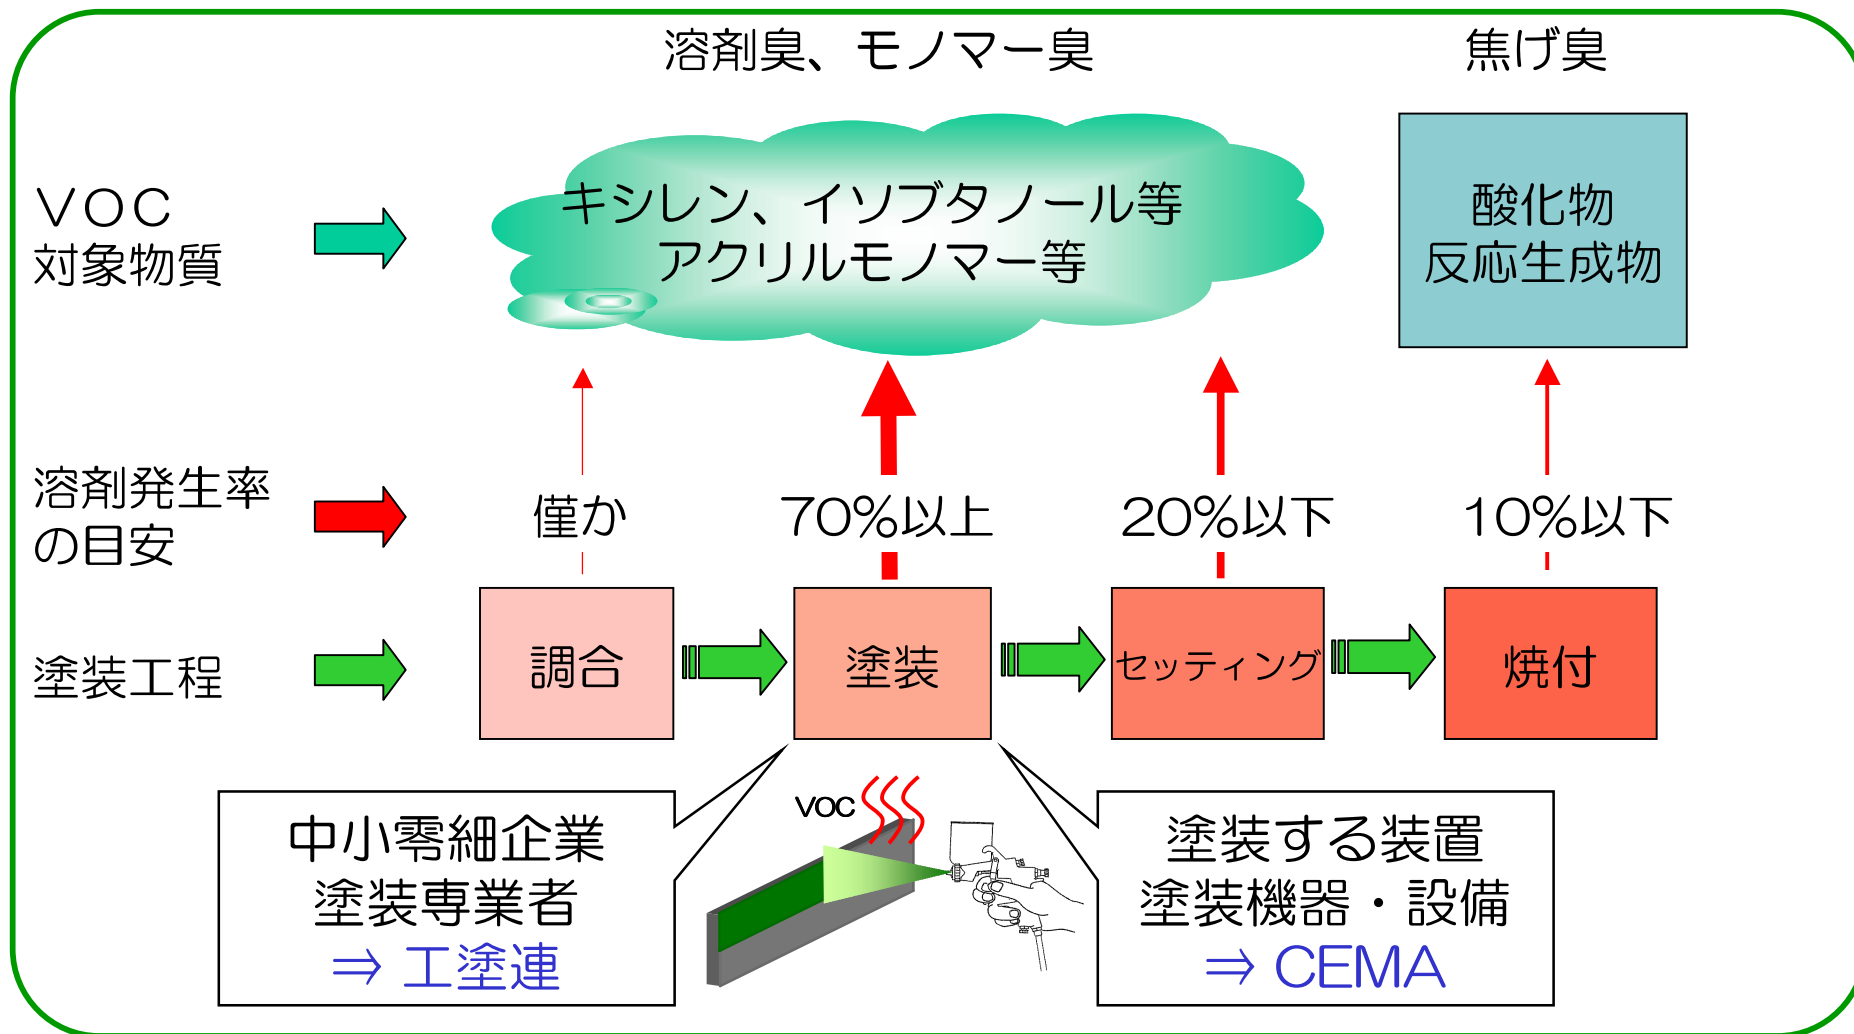 溶剤臭、モノマー臭
焦げ臭
ＶＯＣ
対象物質
キシレン、イソブタノール等
アクリルモノマー等
酸化物
反応生成物
溶剤発生率
の目安
僅か
70％以上
20％以下
10％以下
塗装工程
調合
塗装
セッティング
焼付
中小零細企業
塗装専業者
⇒ 工塗連
VOC
塗装する装置
塗装機器・設備
⇒ CEMA